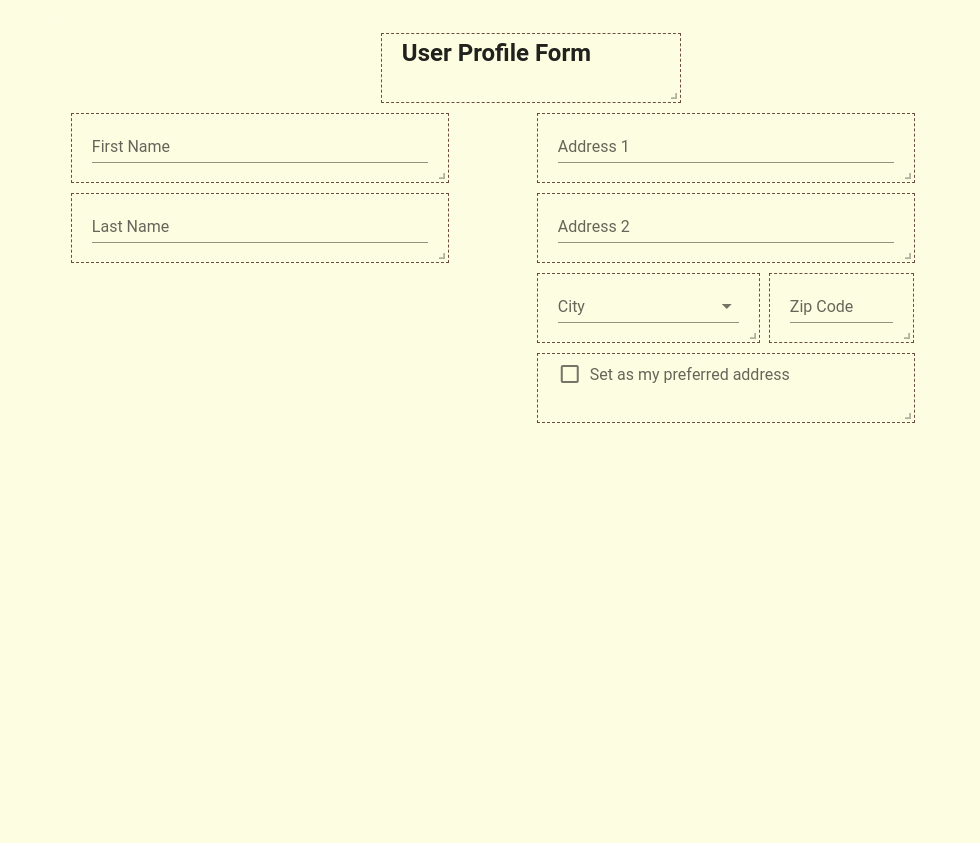 User Profile Form
First Name
Last Name
Address 1
Address 2
City
Zip Code
Set as my preferred address